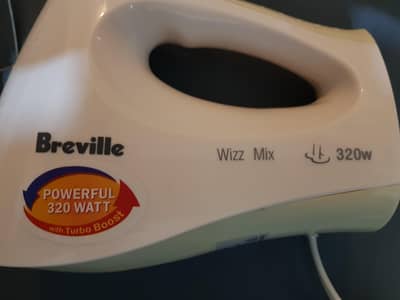 Breville
Wizz Mix
320w
POWERFUL
320 WATT
with Turbo Boost